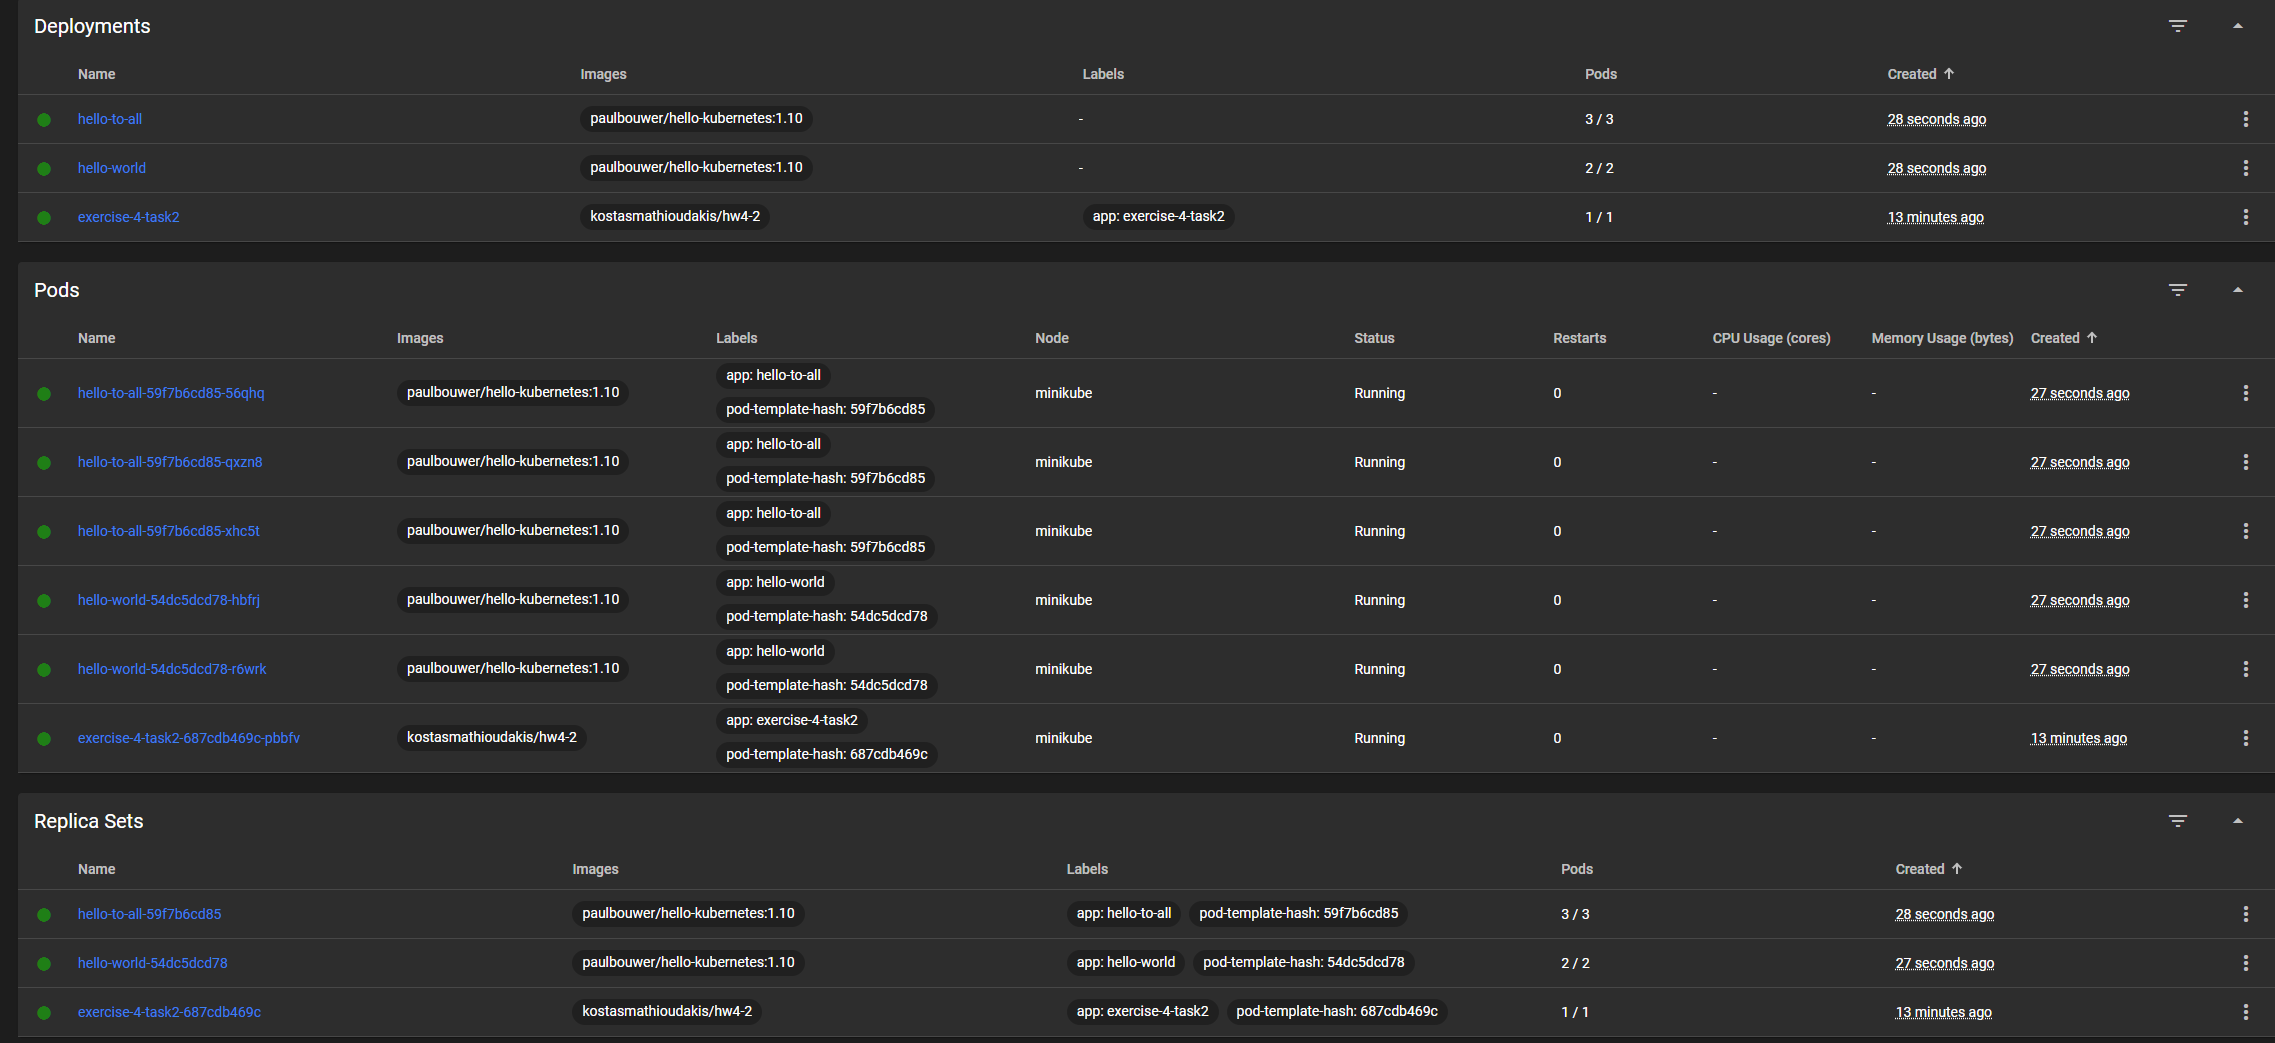 Deployments
Name Images Labels Pods Created
hello-to-all paulbouwer/hello-kubernetes:1.10 - 3 / 3 28 seconds ago
hello-world paulbouwer/hello-kubernetes:1.10 - 2 / 2 28 seconds ago
exercise-4-task2 kostasmathioudakis/hw4-2 app: exercise-4-task2 1 / 1 13 minutes ago
Pods
Name Images Labels Node Status Restarts CPU Usage (cores) Memory Usage (bytes) Created
app: hello-to-all
hello-to-all-59f7b6cd85-56qhq paulbouwer/hello-kubernetes:1.10 minikube Running 0 - - 27 seconds ago
pod-template-hash: 59f7b6cd85
app: hello-to-all
hello-to-all-59f7b6cd85-qxzn8 paulbouwer/hello-kubernetes:1.10 minikube Running 0 - - 27 seconds ago
pod-template-hash: 59f7b6cd85
app: hello-to-all
hello-to-all-59f7b6cd85-xhc5t paulbouwer/hello-kubernetes:1.10 minikube Running 0 - - 27 seconds ago
pod-template-hash: 59f7b6cd85
app: hello-world
hello-world-54dc5dcd78-hbfrj paulbouwer/hello-kubernetes:1.10 minikube Running 0 - - 27 seconds ago
pod-template-hash: 54dc5dcd78
app: hello-world
hello-world-54dc5dcd78-r6wrk paulbouwer/hello-kubernetes:1.10 minikube Running 0 - - 27 seconds ago
pod-template-hash: 54dc5dcd78
app: exercise-4-task2
exercise-4-task2-687cdb469c-pbbfv kostasmathioudakis/hw4-2 minikube Running 0 - - 13 minutes ago
pod-template-hash: 687cdb469c
Replica Sets
Name Images Labels Pods Created
hello-to-all-59f7b6cd85 paulbouwer/hello-kubernetes:1.10 app: hello-to-all pod-template-hash: 59f7b6cd85 3 / 3 28 seconds ago
hello-world-54dc5dcd78 paulbouwer/hello-kubernetes:1.10 app: hello-world pod-template-hash: 54dc5dcd78 2 / 2 27 seconds ago
exercise-4-task2-687cdb469c kostasmathioudakis/hw4-2 app: exercise-4-task2 pod-template-hash: 687cdb469c 1 / 1 13 minutes ago